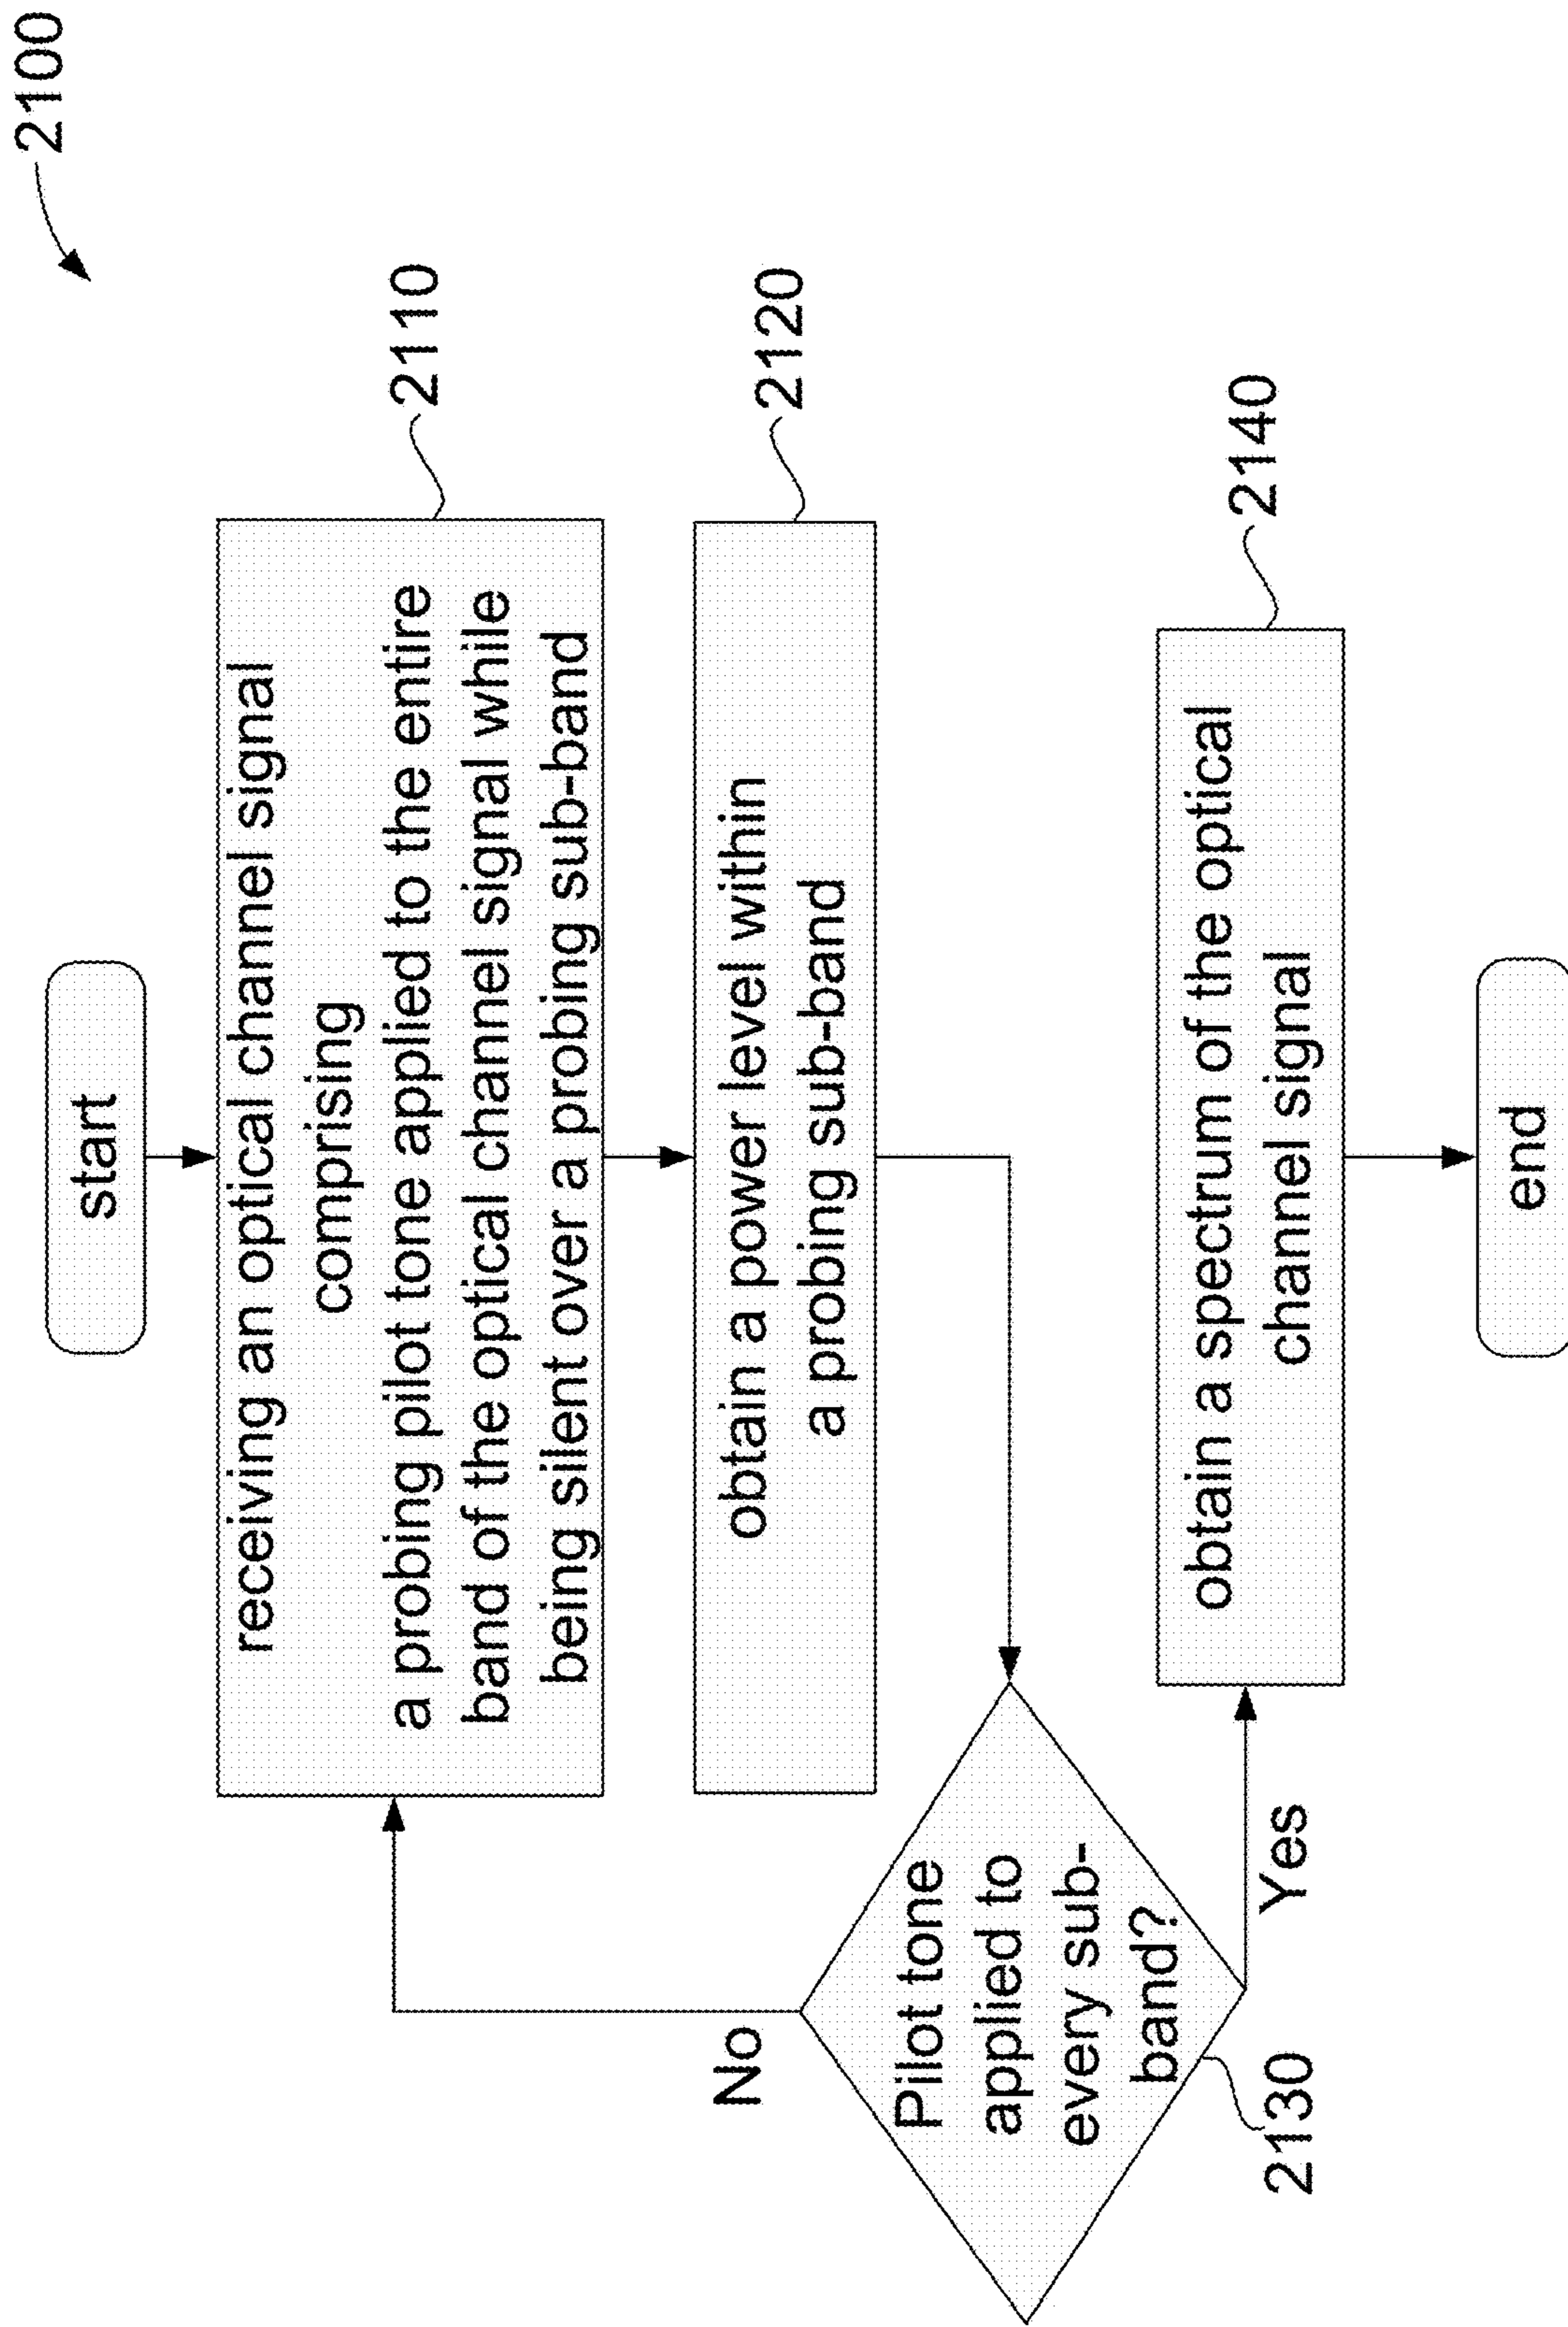 2100
start
receiving an optical channel signal
comprising
a probing pilot tone applied to the entire
band of the optical channel signal while
being silent over a probing sub-band
2110
obtain a power level within
a probing sub-band
2120
Pilot tone
applied to
every sub-
band?
2130
No
Yes
obtain a spectrum of the optical
channel signal
2140
end